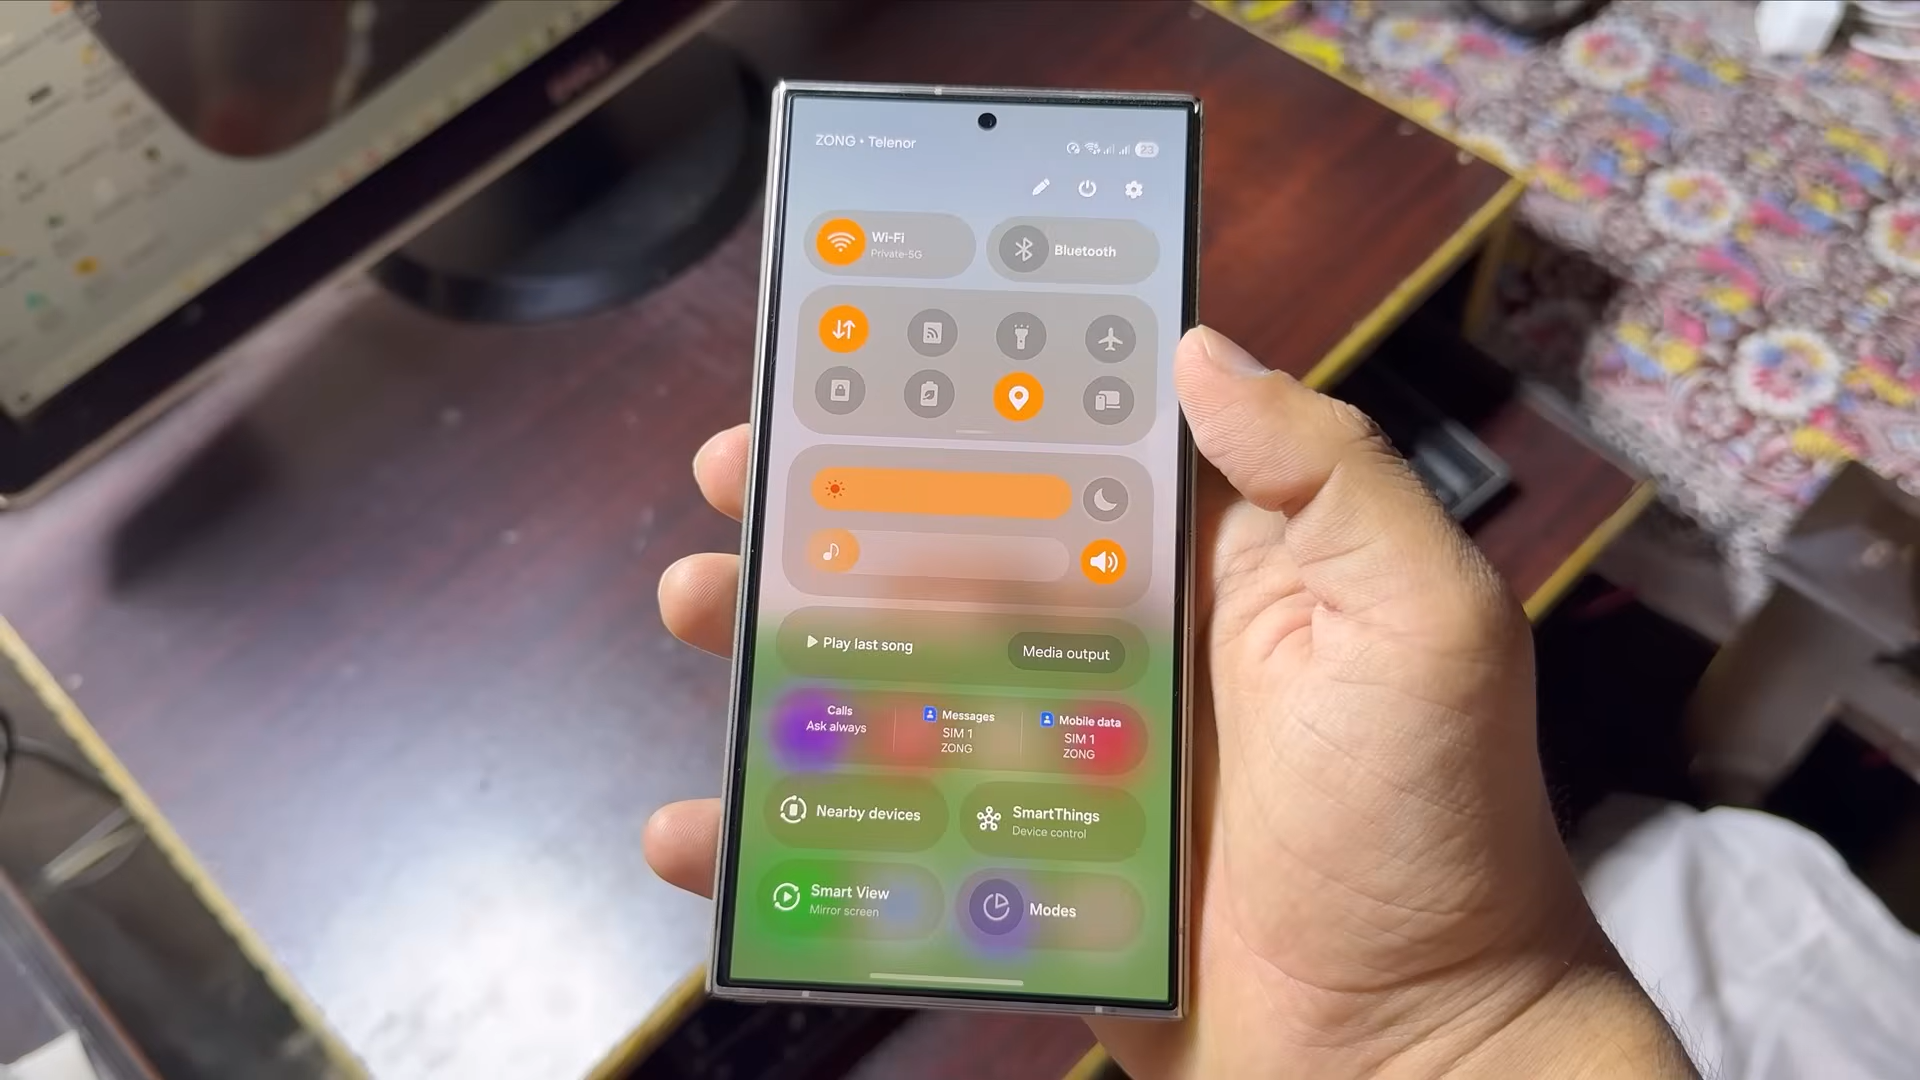 ZONG • Telenor
23
Wi-Fi
Private-5G
Bluetooth
Play last song
Media output
Calls
Ask always
Messages
SIM 1
ZONG
Mobile data
SIM 1
ZONG
Nearby devices
SmartThings
Device control
Smart View
Mirror screen
Modes